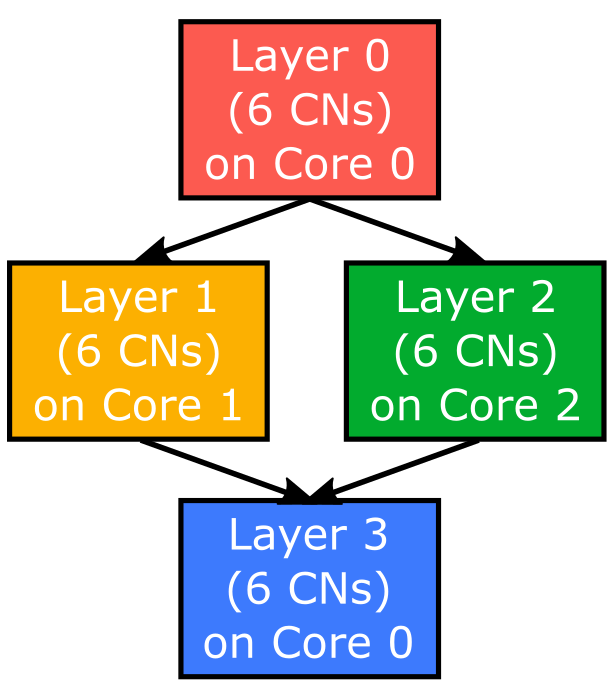 Layer 0
(6 CNs)
on Core 0
Layer 1
(6 CNs)
on Core 1
Layer 2
(6 CNs)
on Core 2
Layer 3
(6 CNs)
on Core 0